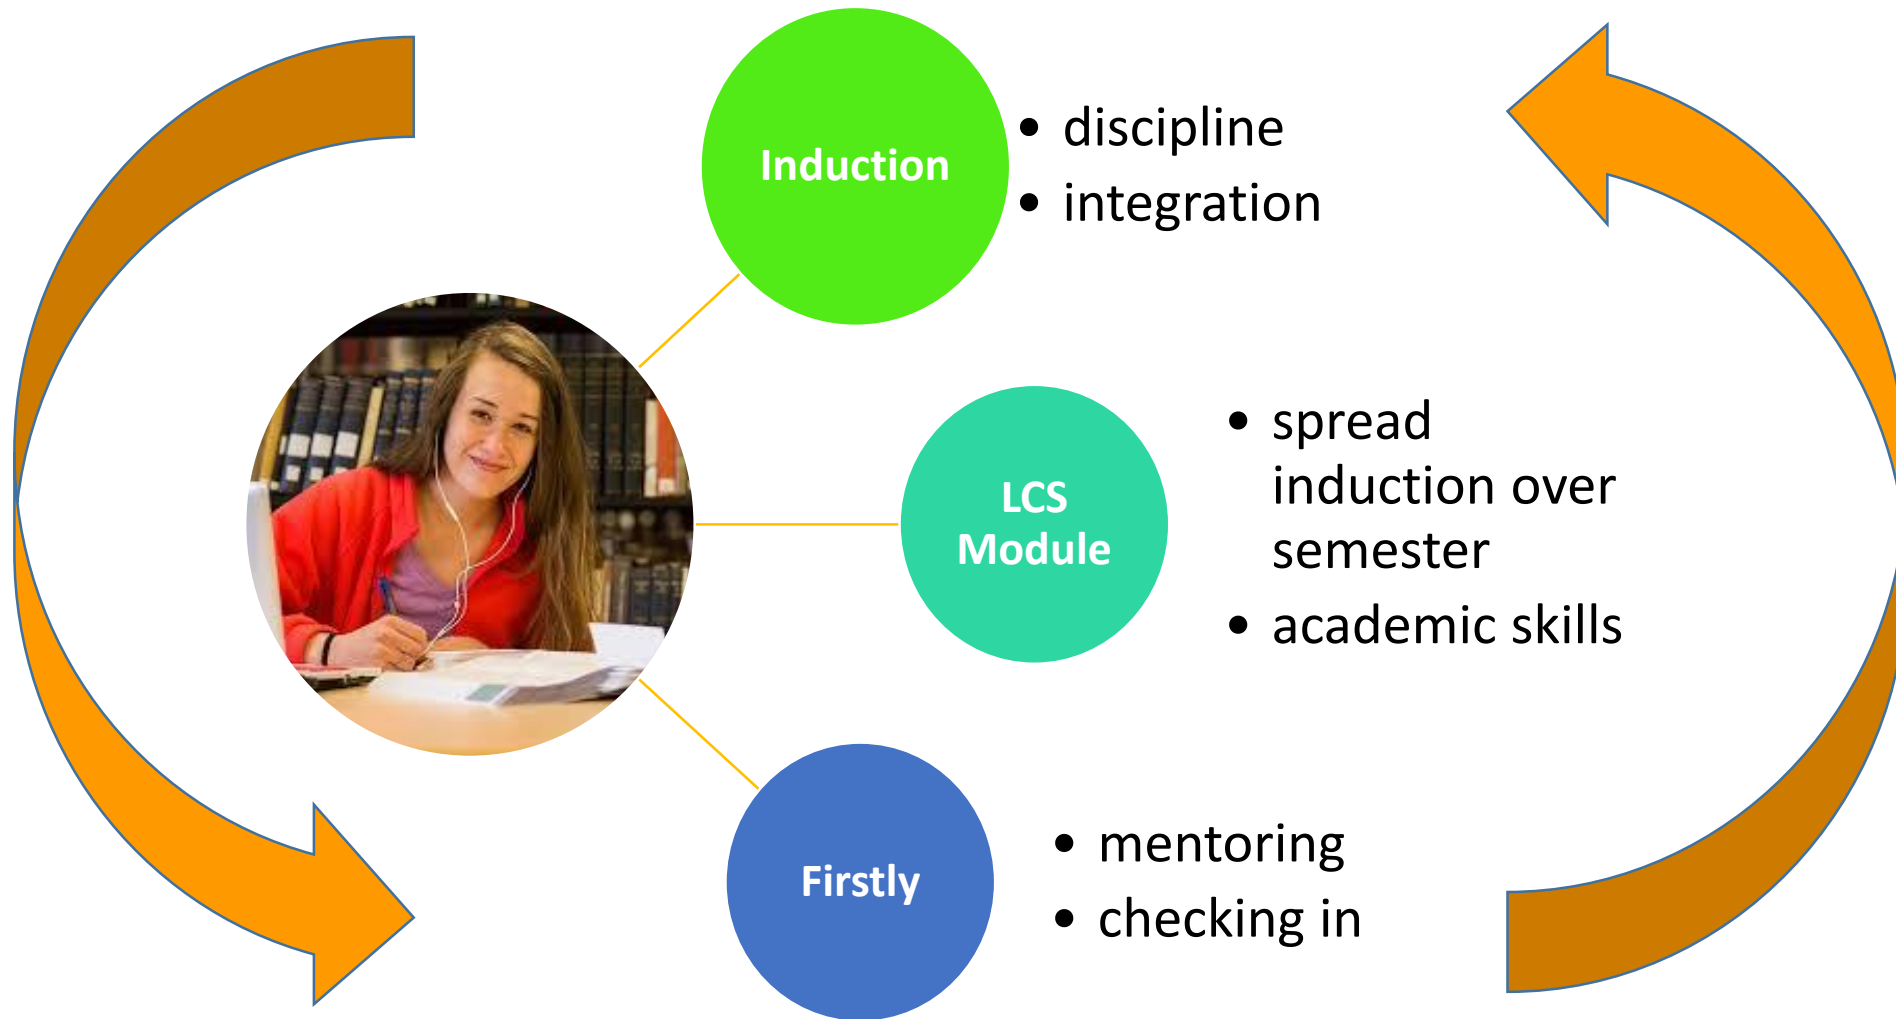 Induction
• discipline
• integration
LCS
Module
• spread
induction over
semester
• academic skills
Firstly
• mentoring
• checking in